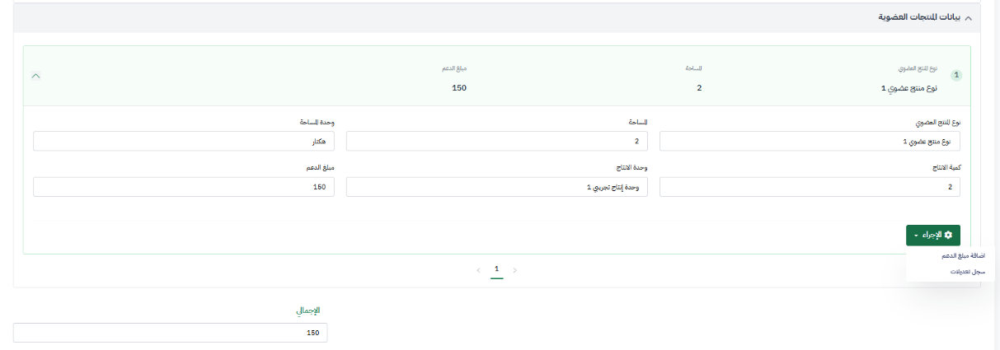 بيانات المنتجات العضوية
1
نوع المنتج العضوي
المساحة
مبلغ الدعم
نوع منتج عضوي 1
2
150
نوع المنتج العضوي
المساحة
وحدة المساحة
نوع منتج عضوي 1
2
هكتار
كمية الانتاج
وحدة الانتاج
مبلغ الدعم
2
وحدة إنتاج تجريبي 1
150
الإجراء
اضافة مبلغ الدعم
سجل تعديلات
1
الإجمالي
150